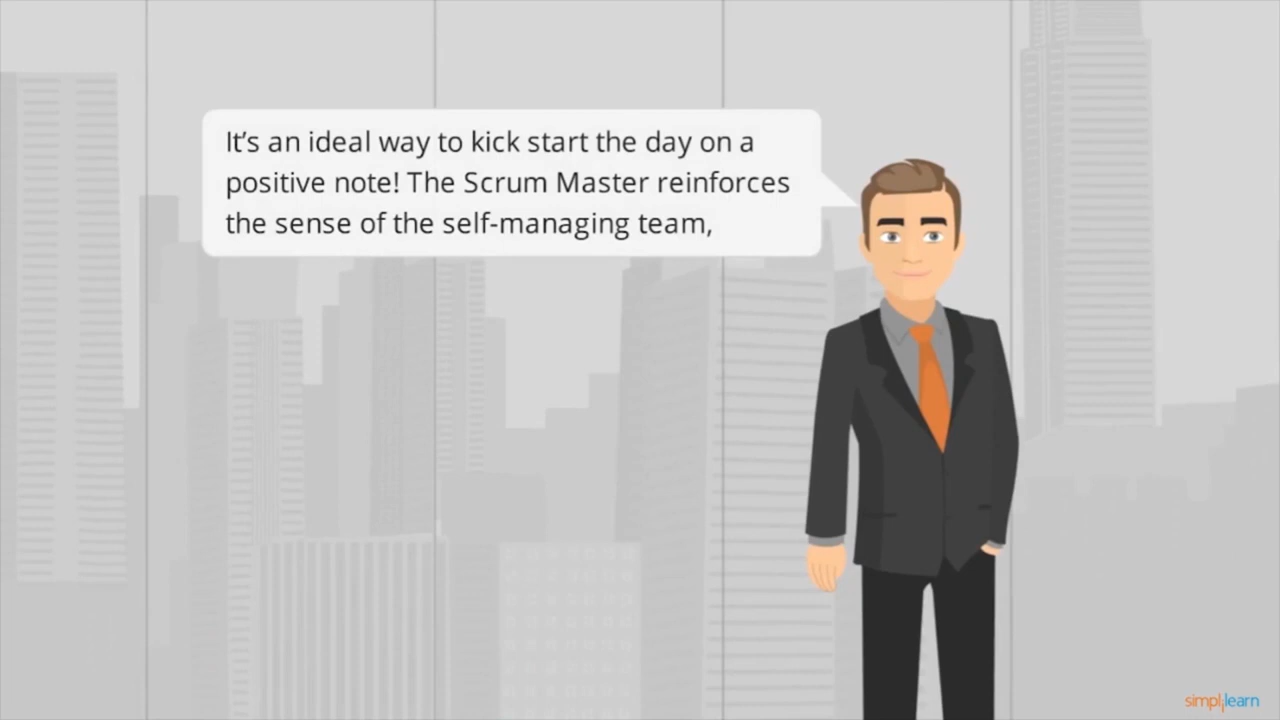 It’s an ideal way to kick start the day on a
positive note! The Scrum Master reinforces
the sense of the self-managing team,
simplilearn